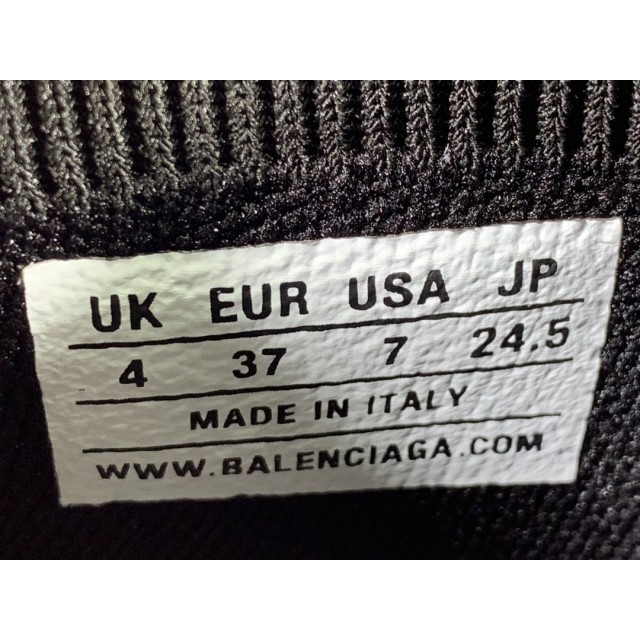 UK EUR USA JP
4 37 7 24.5
MADE IN ITALY
WWW.BALENCIAGA.COM